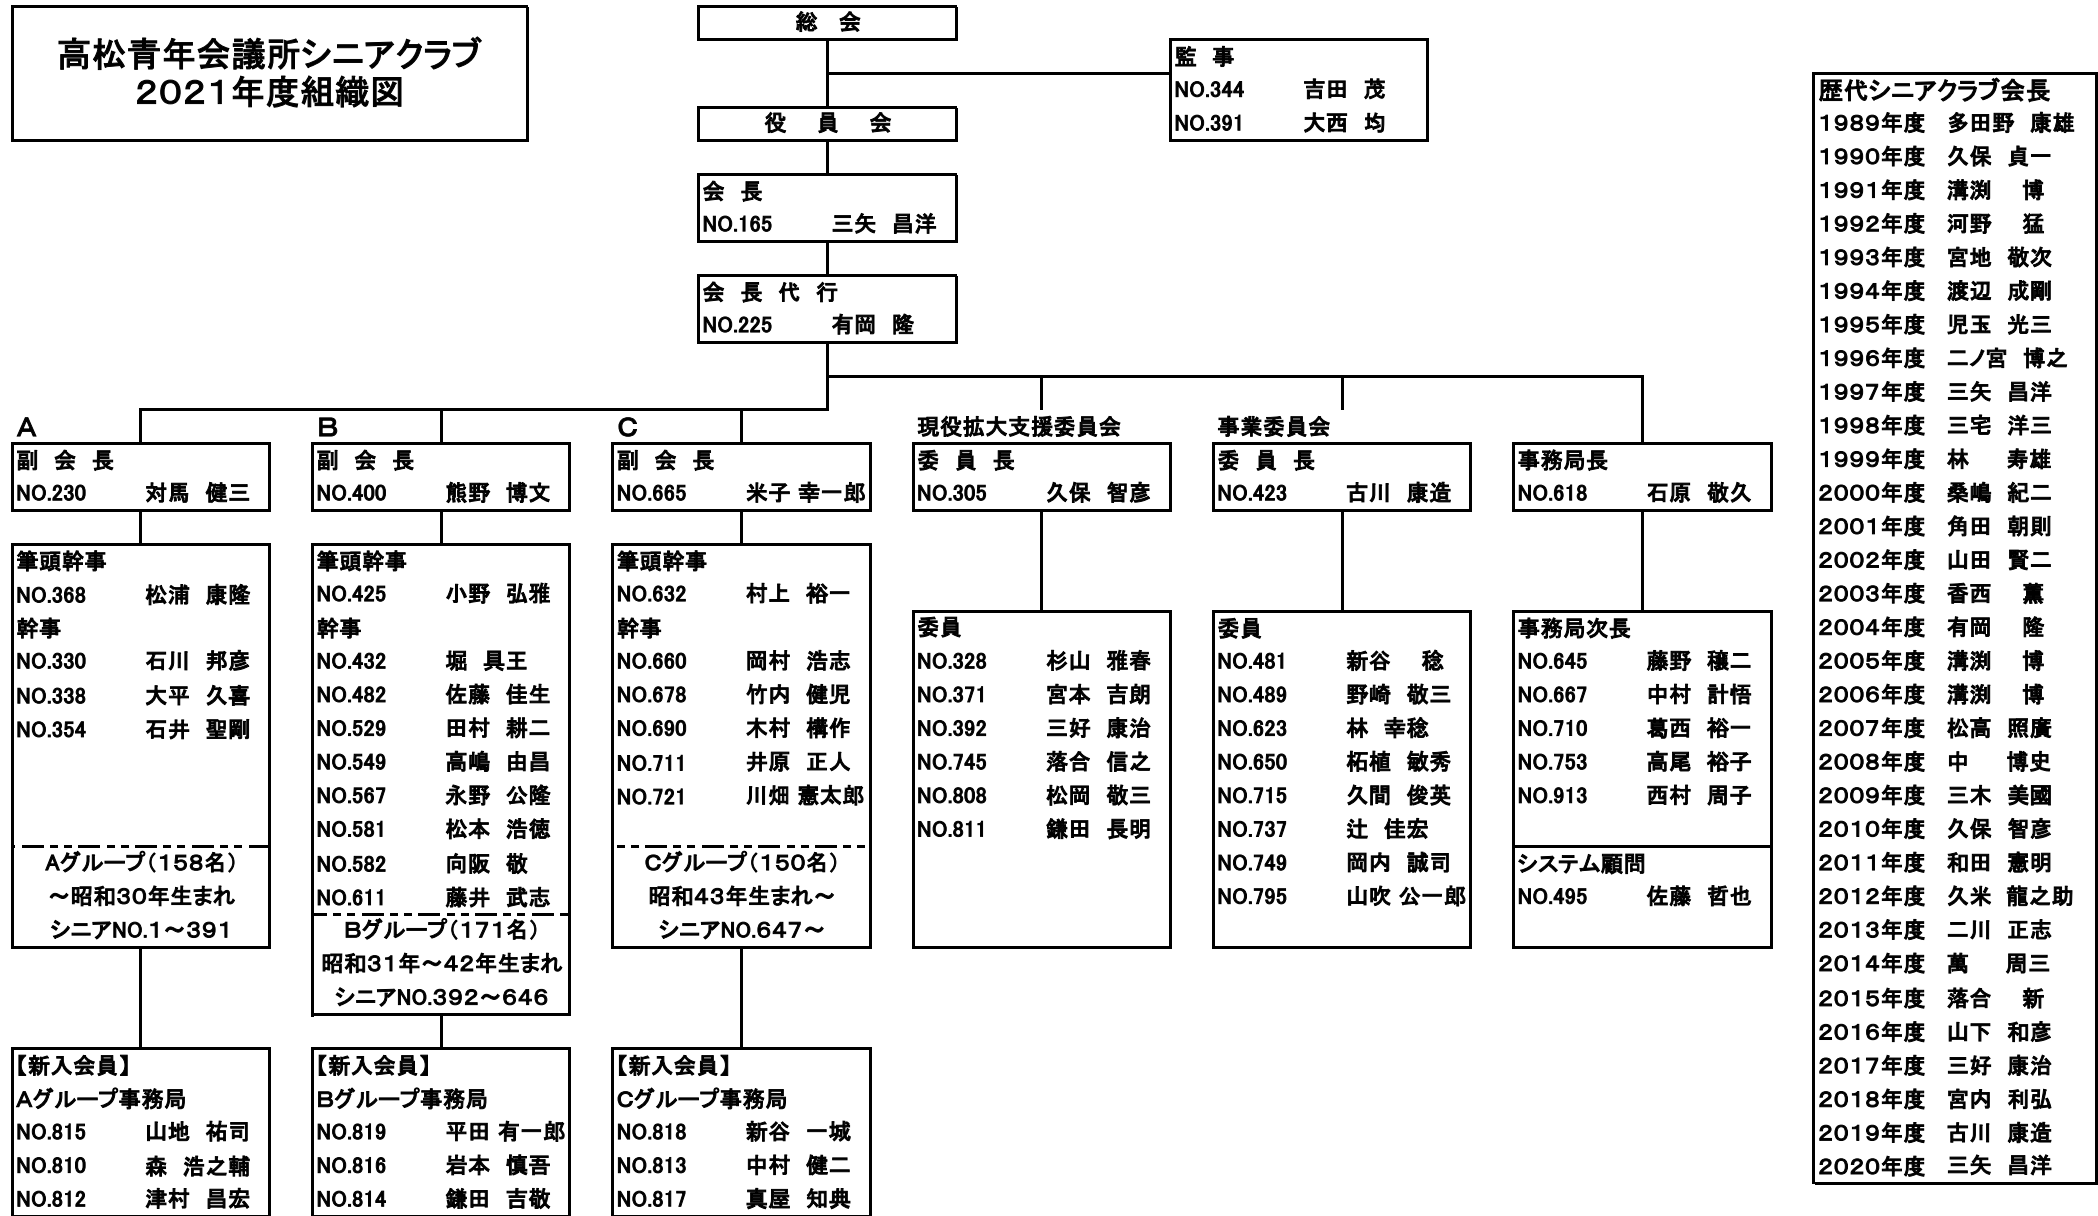 高松青年会議所シニアクラブ
２０２１年度組織図
総　会
監　事
NO.344 吉田　茂
NO.391 大西　均
役　員　会
会　長
NO.165 三矢　昌洋
会　長　代　行
NO.225 有岡　隆
A
副　会　長
NO.230 対馬　健三
筆頭幹事
NO.368 松浦　康隆
幹事
NO.330 石川　邦彦
NO.338 大平　久喜
NO.354 石井　聖剛
Aグループ（158名）
～昭和30年生まれ
シニアNO.1～391
【新入会員】
Aグループ事務局
NO.815 山地　祐司
NO.810 森　浩之輔
NO.812 津村　昌宏
B
副　会　長
NO.400 熊野　博文
筆頭幹事
NO.425 小野　弘雅
幹事
NO.432 堀　具王
NO.482 佐藤　佳生
NO.529 田村　耕二
NO.549 高嶋　由昌
NO.567 永野　公隆
NO.581 松本　浩徳
NO.582 向阪　敬
NO.611 藤井　武志
Bグループ（171名）
昭和31年～42年生まれ
シニアNO.392～646
【新入会員】
Bグループ事務局
NO.819 平田 有一郎
NO.816 岩本　慎吾
NO.814 鎌田　吉敬
C
副　会　長
NO.665 米子 幸一郎
筆頭幹事
NO.632 村上　裕一
幹事
NO.660 岡村　浩志
NO.678 竹内　健児
NO.690 木村　構作
NO.711 井原　正人
NO.721 川畑 憲太郎
Cグループ（150名）
昭和43年生まれ～
シニアNO.647～
【新入会員】
Cグループ事務局
NO.818 新谷　一城
NO.813 中村　健二
NO.817 真屋　知典
現役拡大支援委員会
委　員　長
NO.305 久保　智彦
委員
NO.328 杉山　雅春
NO.371 宮本　吉朗
NO.392 三好　康治
NO.745 落合　信之
NO.808 松岡　敬三
NO.811 鎌田　長明
事業委員会
委　員　長
NO.423 古川　康造
委員
NO.481 新谷　稔
NO.489 野崎　敬三
NO.623 林　幸稔
NO.650 柘植　敏秀
NO.715 久間　俊英
NO.737 辻　佳宏
NO.749 岡内　誠司
NO.795 山吹 公一郎
事務局長
NO.618 石原　敬久
事務局次長
NO.645 藤野　穣二
NO.667 中村　計悟
NO.710 葛西　裕一
NO.753 高尾　裕子
NO.913 西村　周子
システム顧問
NO.495 佐藤　哲也
歴代シニアクラブ会長
1989年度　多田野　康雄
1990年度　久保　貞一
1991年度　溝渕　博
1992年度　河野　猛
1993年度　宮地　敬次
1994年度　渡辺　成剛
1995年度　児玉　光三
1996年度　二ノ宮　博之
1997年度　三矢　昌洋
1998年度　三宅　洋三
1999年度　林　寿雄
2000年度　桑嶋　紀二
2001年度　角田　朝則
2002年度　山田　賢二
2003年度　香西　薫
2004年度　有岡　隆
2005年度　溝渕　博
2006年度　溝渕　博
2007年度　松高　照廣
2008年度　中　博史
2009年度　三木　美國
2010年度　久保　智彦
2011年度　和田　憲明
2012年度　久米　龍之助
2013年度　二川　正志
2014年度　萬　周三
2015年度　落合　新
2016年度　山下　和彦
2017年度　三好　康治
2018年度　宮内　利弘
2019年度　古川　康造
2020年度　三矢　昌洋